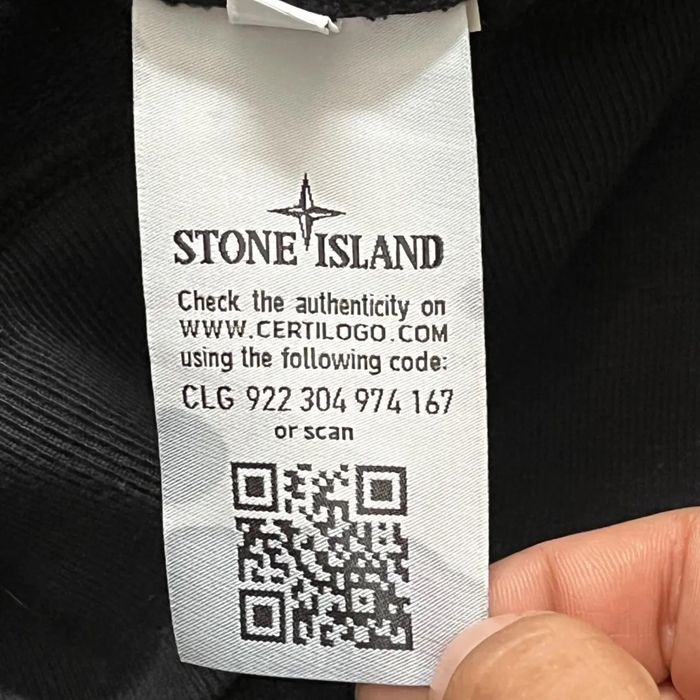 STONE ISLAND
Check the authenticity on
WWW.CERTILOGO.COM
using the following code:
CLG 922 304 974 167
or scan